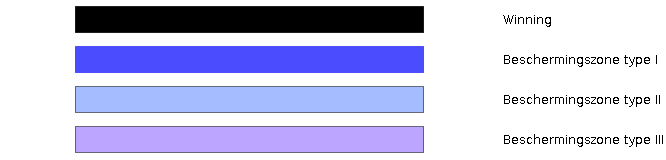 Winning
Beschermingszone type I
Beschermingszone type II
Beschermingszone type III